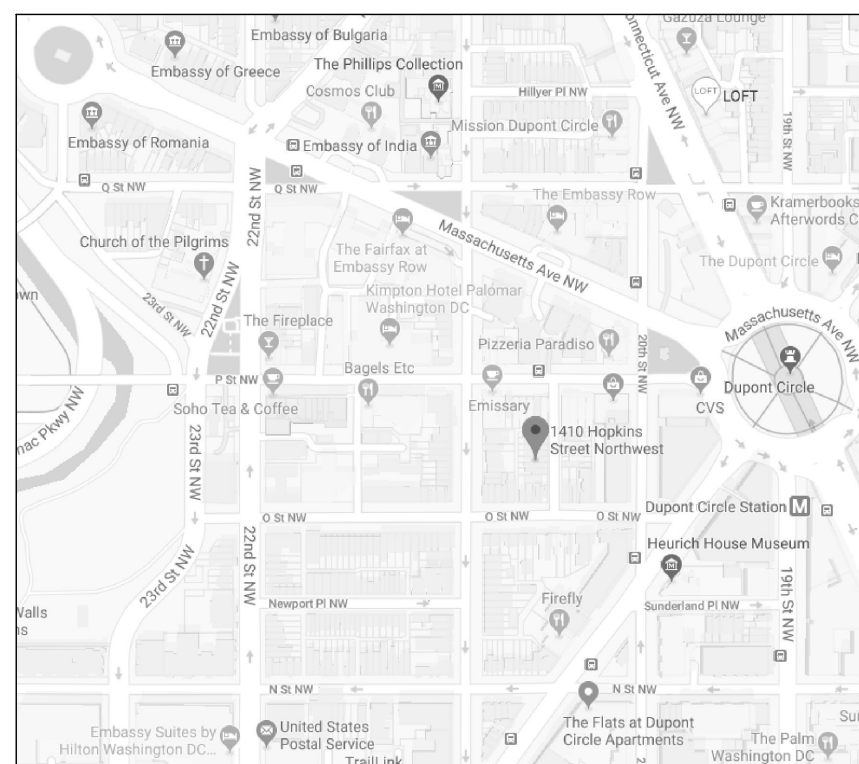 Gazuza Lounge
Embassy of Bulgaria
Connecticut Ave NW
Embassy of Greece
The Phillips Collection
Cosmos Club
Hillyer Pl NW
LOFT
LOFT
Mission Dupont Circle
19th St NW
Embassy of Romania
Embassy of India
22nd St NW
Q St NW
Q St NW
The Embassy Row
Kramerbooks
Afterwords C
Massachusetts Ave NW
Church of the Pilgrims
The Fairfax at
Embassy Row
The Dupont Circle
23rd St NW
22nd St NW
Kimpton Hotel Palomar
Washington DC
Massachusetts Ave NW
The Fireplace
Pizzeria Paradiso
20th St NW
Bagels Etc
P St NW
Dupont Circle
Soho Tea & Coffee
Emissary
CVS
nac Pkwy NW
23rd St NW
1410 Hopkins
Street Northwest
Dupont Circle Station
M
O St NW
O St NW
O St NW
Heurich House Museum
22nd St NW
23rd St NW
19th St NW
Newport Pl NW
Firefly
Sunderland Pl NW
Walls
N St NW
N St NW
Embassy Suites by
Hilton Washington DC...
United States
Postal Service
The Flats at Dupont
Circle Apartments
The Palm
Washington DC
TrailLink